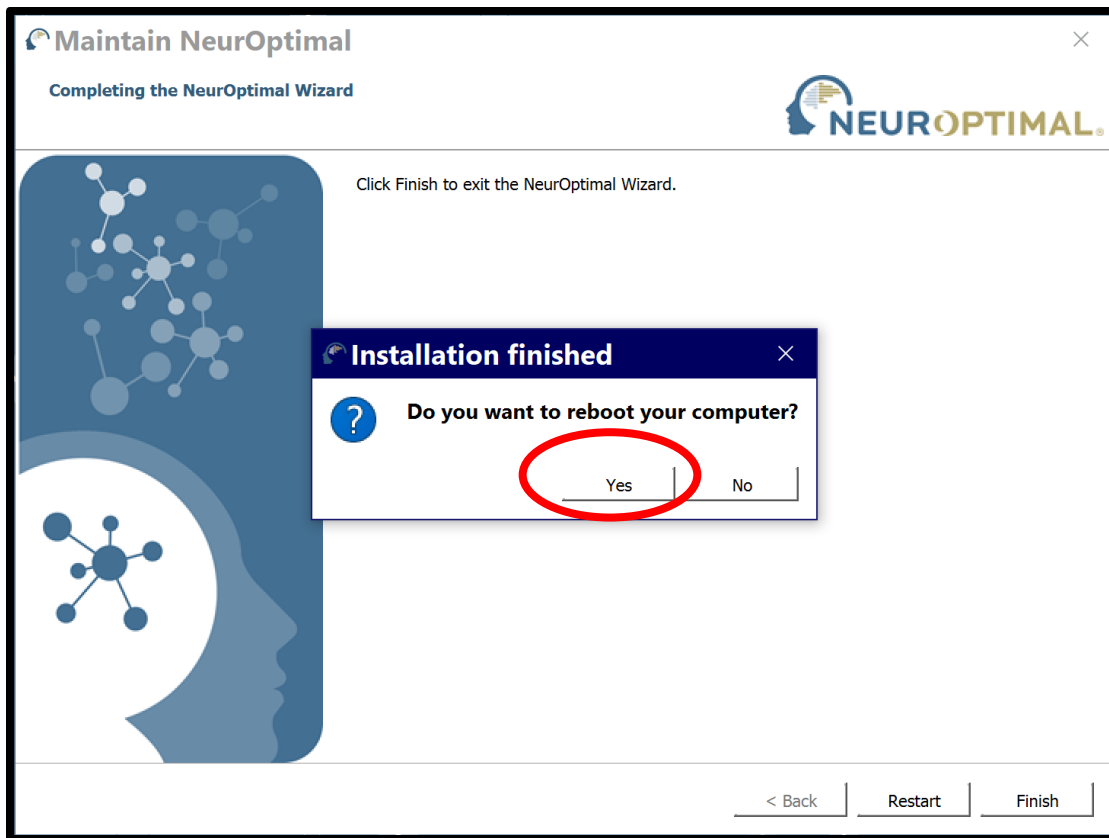 Maintain NeurOptimal
Completing the NeurOptimal Wizard
NEUROPTIMAL®
Click Finish to exit the NeurOptimal Wizard.
Installation finished
?
Do you want to reboot your computer?
Yes
No
< Back
Restart
Finish